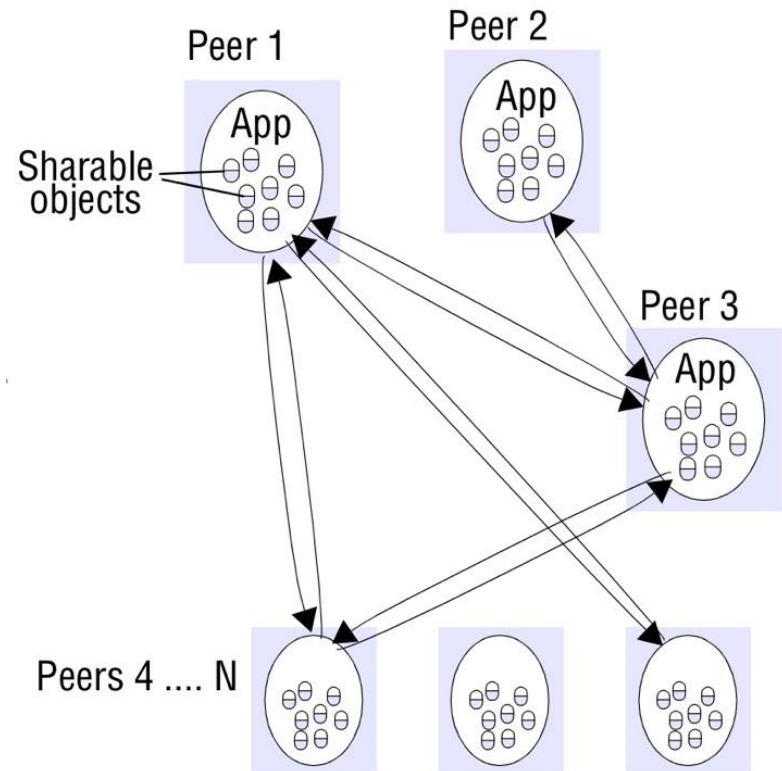 Peer 1
Peer 2
App
App
Sharable
objects
Peer 3
App
Peers 4 .... N